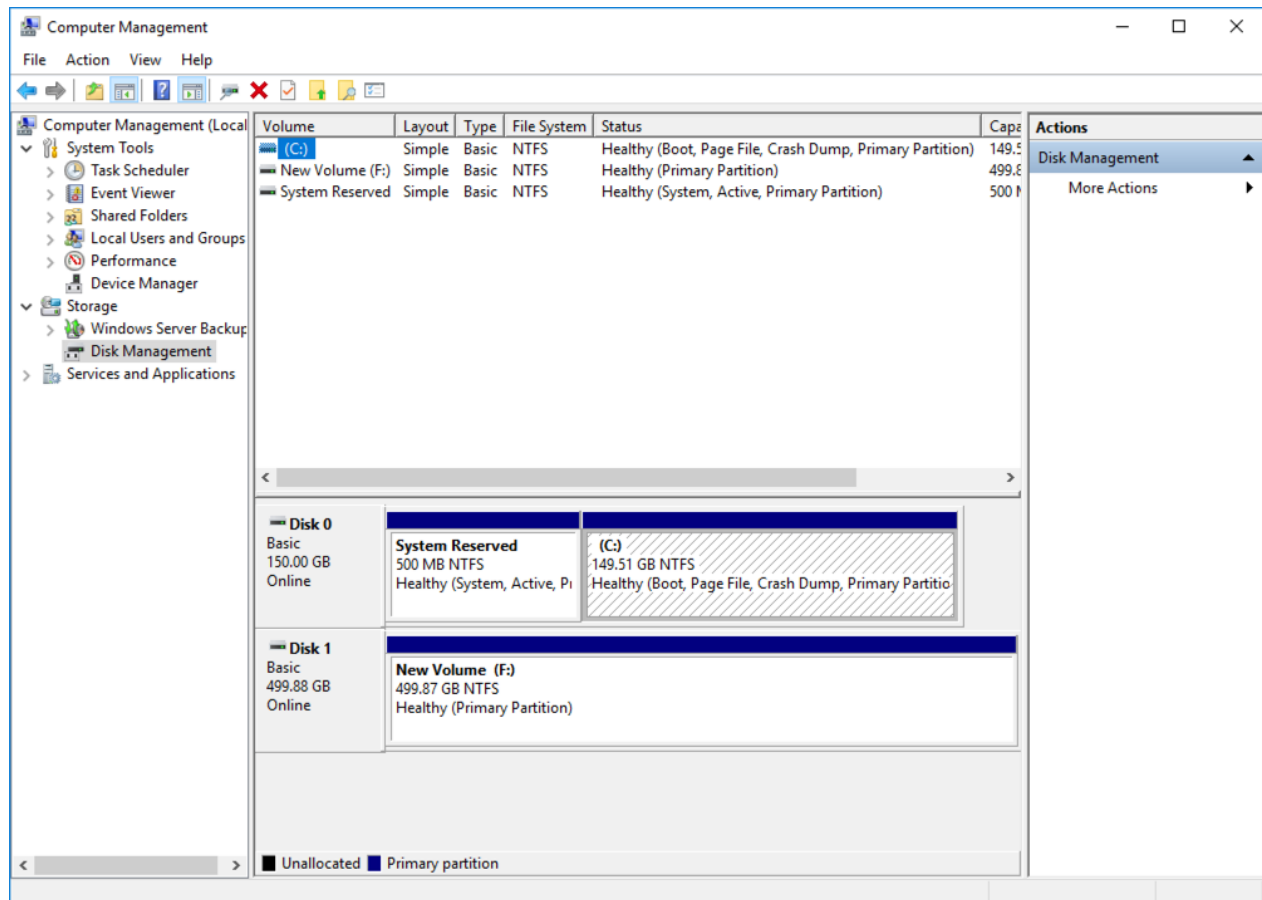 Computer Management
File Action View Help
Computer Management (Local
System Tools
Task Scheduler
Event Viewer
Shared Folders
Local Users and Groups
Performance
Device Manager
Storage
Windows Server Backup
Disk Management
Services and Applications
Volume Layout Type File System Status Capa
(C:) Simple Basic NTFS Healthy (Boot, Page File, Crash Dump, Primary Partition) 149.5
New Volume (F:) Simple Basic NTFS Healthy (Primary Partition) 499.8
System Reserved Simple Basic NTFS Healthy (System, Active, Primary Partition) 500 M
Disk 0
Basic
150.00 GB
Online
System Reserved
500 MB NTFS
Healthy (System, Active, Pr
(C:)
149.51 GB NTFS
Healthy (Boot, Page File, Crash Dump, Primary Partitio
Disk 1
Basic
499.88 GB
Online
New Volume (F:)
499.87 GB NTFS
Healthy (Primary Partition)
Unallocated Primary partition
Actions
Disk Management
More Actions